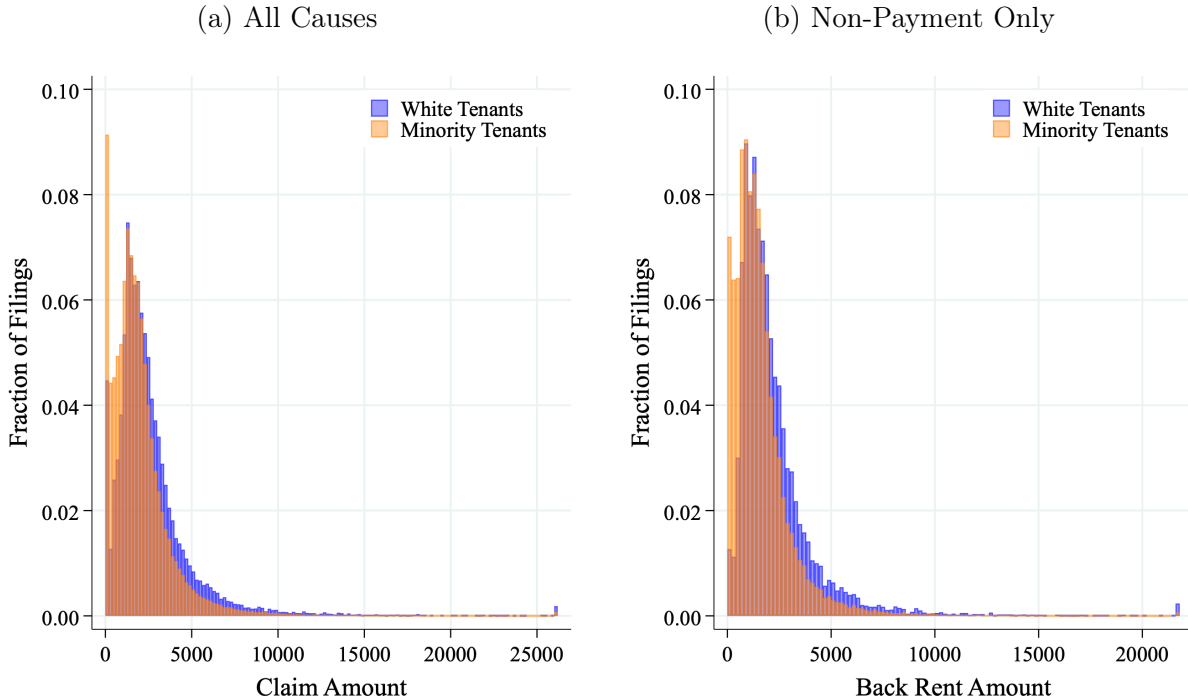 (a) All Causes
0.10
0.08
0.06
0.04
0.02
0.00
Fraction of Filings
White Tenants
Minority Tenants
0 5000 10000 15000 20000 25000
Claim Amount
(b) Non-Payment Only
0.10
0.08
0.06
0.04
0.02
0.00
Fraction of Filings
White Tenants
Minority Tenants
0 5000 10000 15000 20000
Back Rent Amount